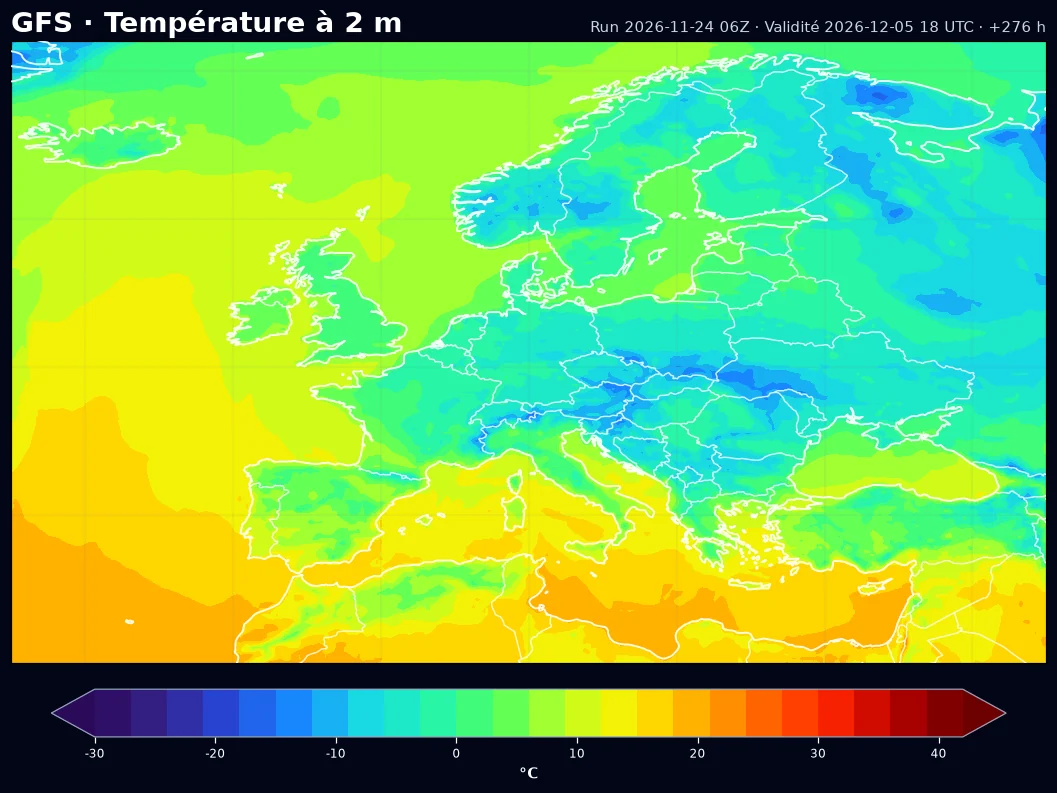 GFS · Température à 2 m
Run 2026-11-24 06Z · Validité 2026-12-05 18 UTC · +276 h
-30 -20 -10 0 10 20 30 40
°C